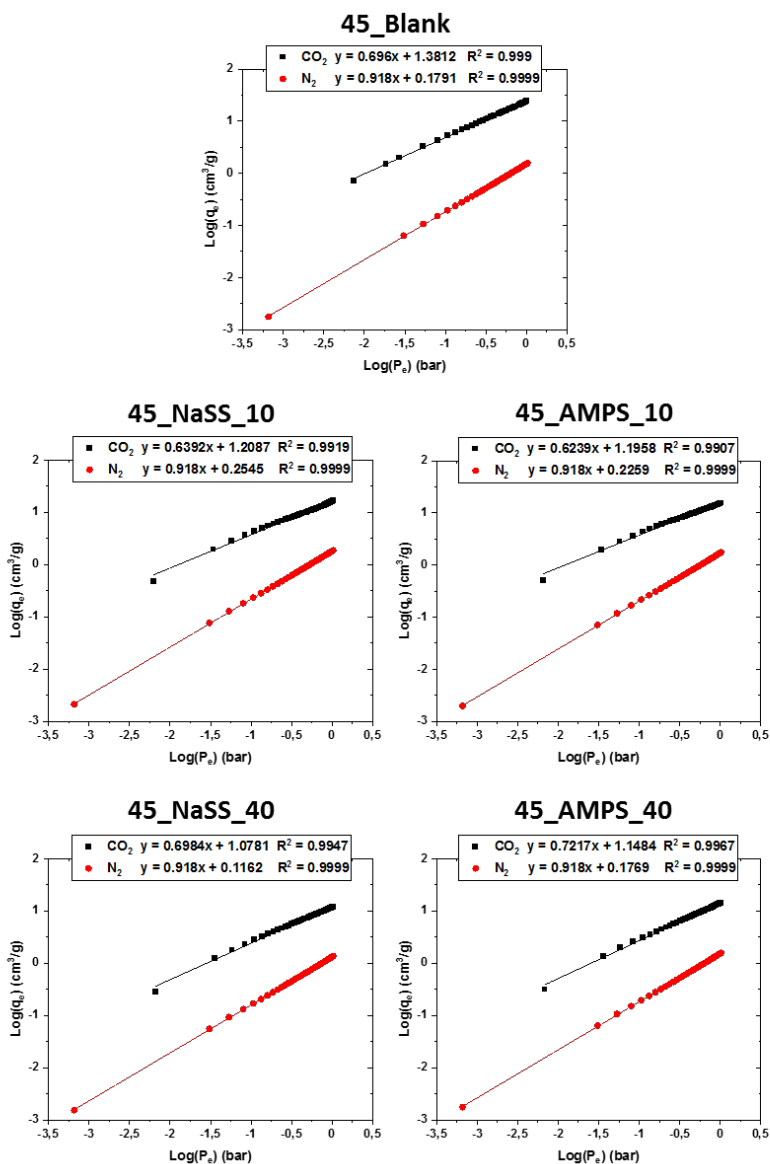 45_Blank
CO₂ y = 0.696x + 1.3812 R² = 0.999
N₂ y = 0.918x + 0.1791 R² = 0.9999
2
1
0
-1
-2
-3
Log(qₑ) (cm³/g)
-3,5 -3 -2,5 -2 -1,5 -1 -0,5 0 0,5
Log(Pₑ) (bar)
45_NaSS_10
CO₂ y = 0.6392x + 1.2087 R² = 0.9919
N₂ y = 0.918x + 0.2545 R² = 0.9999
2
1
0
-1
-2
-3
Log(qₑ) (cm³/g)
-3,5 -3 -2,5 -2 -1,5 -1 -0,5 0 0,5
Log(Pₑ) (bar)
45_AMPS_10
CO₂ y = 0.6239x + 1.1958 R² = 0.9907
N₂ y = 0.918x + 0.2259 R² = 0.9999
2
1
0
-1
-2
-3
Log(qₑ) (cm³/g)
-3,5 -3 -2,5 -2 -1,5 -1 -0,5 0 0,5
Log(Pₑ) (bar)
45_NaSS_40
CO₂ y = 0.6984x + 1.0781 R² = 0.9947
N₂ y = 0.918x + 0.1162 R² = 0.9999
2
1
0
-1
-2
-3
Log(qₑ) (cm³/g)
-3,5 -3 -2,5 -2 -1,5 -1 -0,5 0 0,5
Log(Pₑ) (bar)
45_AMPS_40
CO₂ y = 0.7217x + 1.1484 R² = 0.9967
N₂ y = 0.918x + 0.1769 R² = 0.9999
2
1
0
-1
-2
-3
Log(qₑ) (cm³/g)
-3,5 -3 -2,5 -2 -1,5 -1 -0,5 0 0,5
Log(Pₑ) (bar)